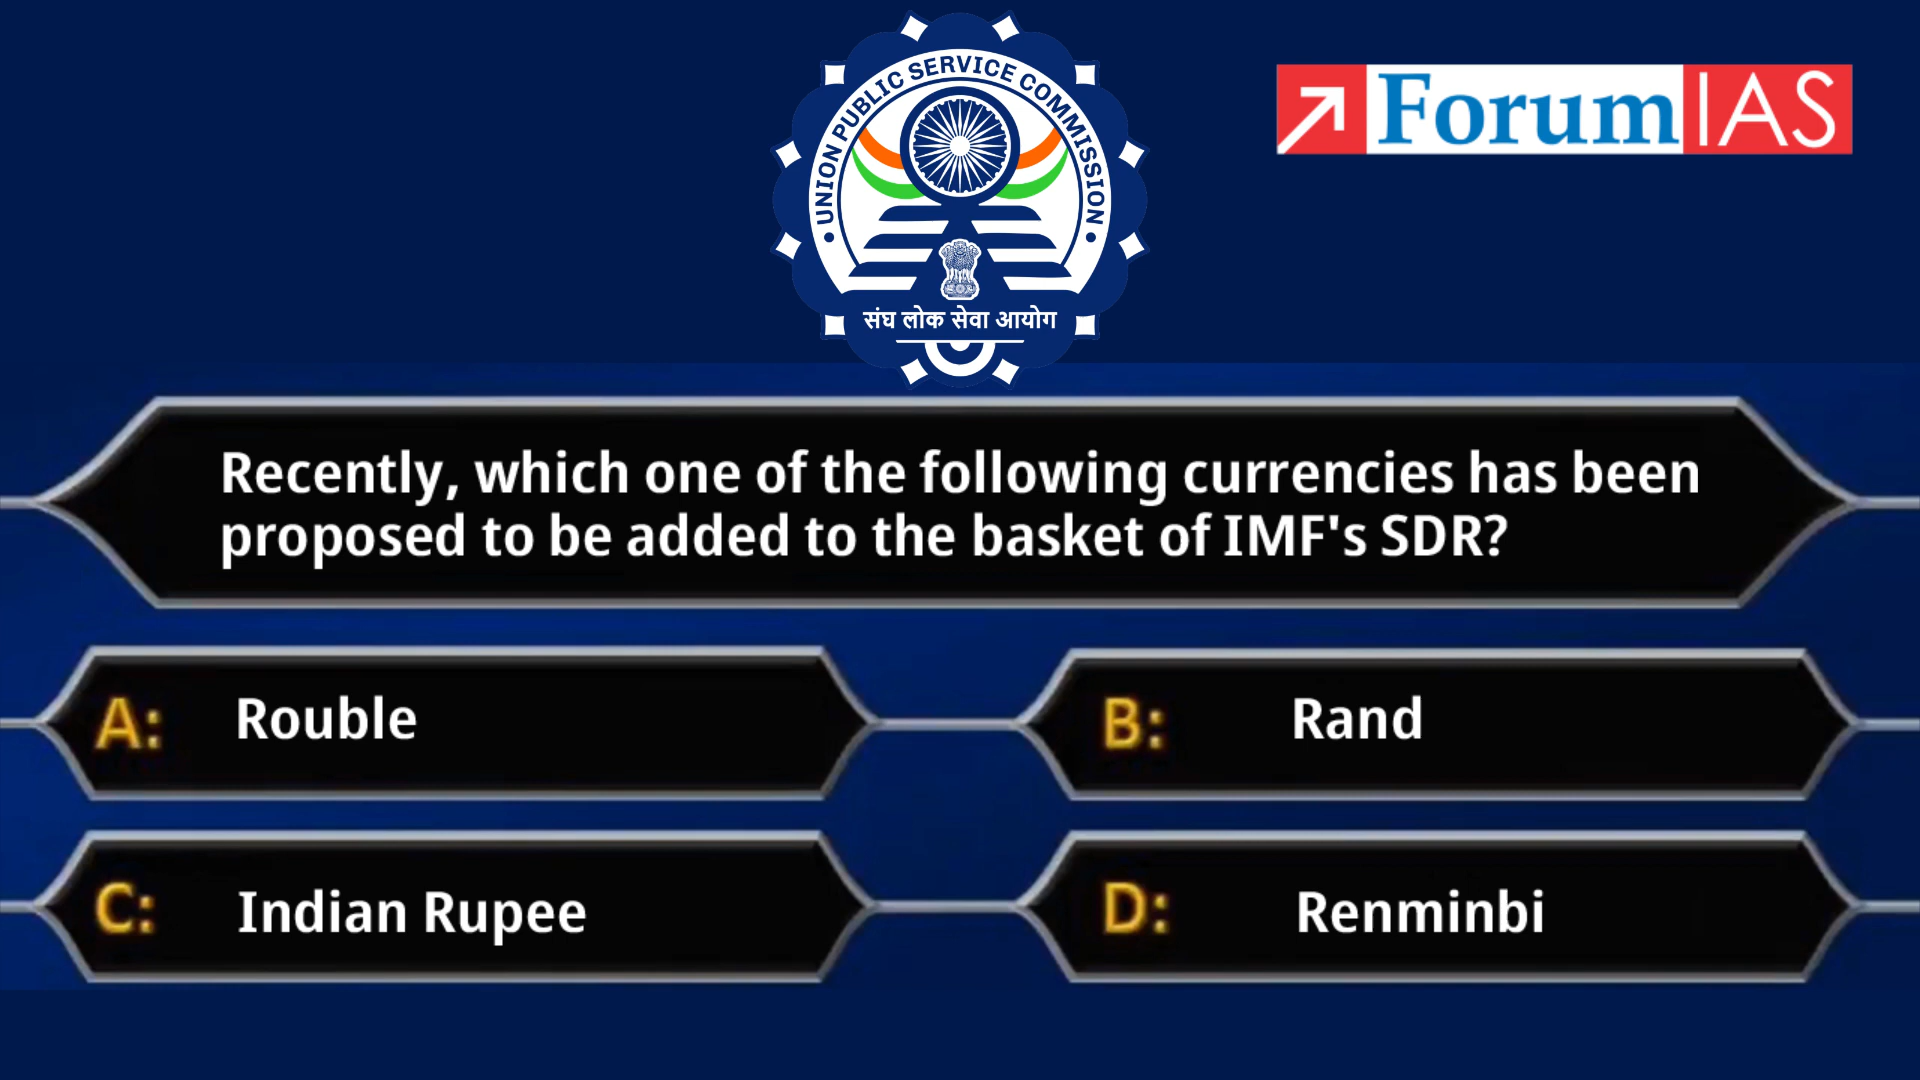 • UNION PUBLIC SERVICE COMMISSION •
संघ लोक सेवा आयोग
ForumIAS
Recently, which one of the following currencies has been
proposed to be added to the basket of IMF's SDR?
A: Rouble
B: Rand
C: Indian Rupee
D: Renminbi